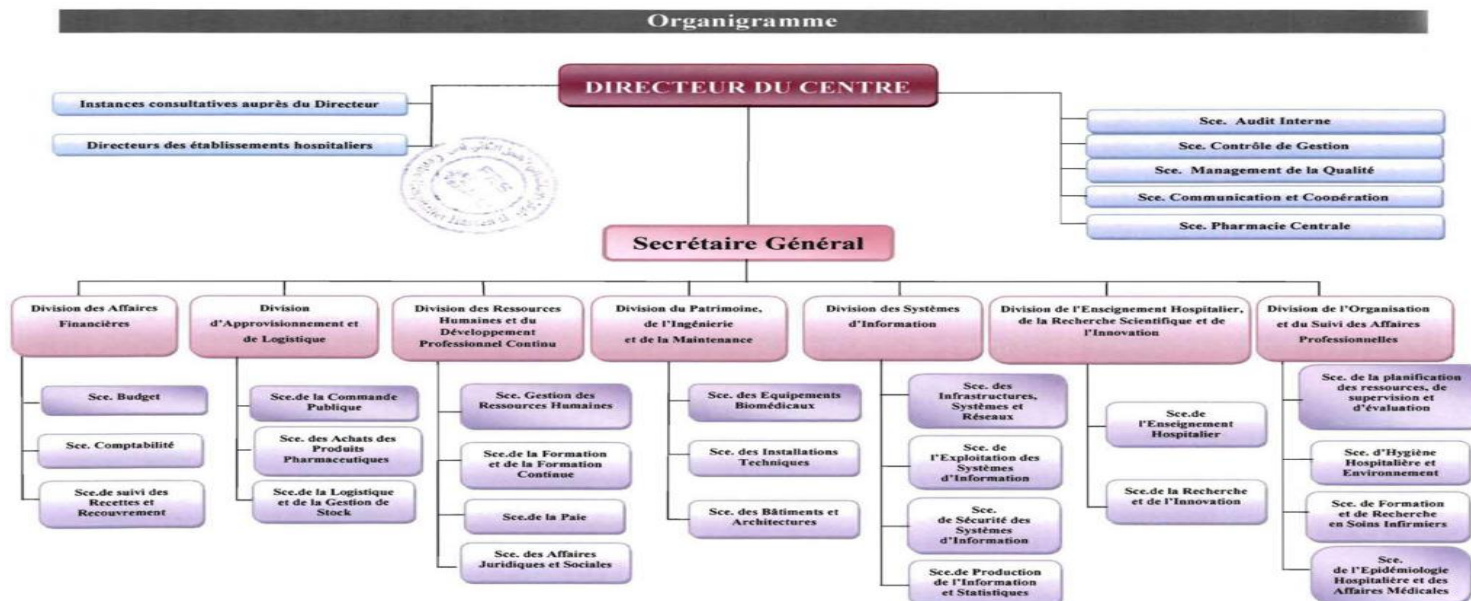 Organigramme
DIRECTEUR DU CENTRE
Instances consultatives auprès du Directeur
Directeurs des établissements hospitaliers
Sce. Audit Interne
Sce. Contrôle de Gestion
Sce. Management de la Qualité
Sce. Communication et Coopération
Sce. Pharmacie Centrale
Secrétaire Général
Division des Affaires
Financières
Sce. Budget
Sce. Comptabilité
Sce.de suivi des
Recettes et
Recouvrement
Division
d'Approvisionnement et
de Logistique
Sce.de la Commande
Publique
Sce. des Achats des
Produits
Pharmaceutiques
Sce.de la Logistique
et de la Gestion de
Stock
Division des Ressources
Humaines et du
Développement
Professionnel Continu
Sce. Gestion des
Ressources Humaines
Sce.de la Formation
et de la Formation
Continue
Sce.de la Paie
Sce. des Affaires
Juridiques et Sociales
Division du Patrimoine,
de l'Ingénierie
et de la Maintenance
Sce. des Equipements
Biomédicaux
Sce. des Installations
Techniques
Sce. des Bâtiments et
Architectures
Division des Systèmes
d'Information
Sce. des
Infrastructures,
Systèmes et
Réseaux
Sce. de
l'Exploitation des
Systèmes
d'Information
Sce.
de Sécurité des
Systèmes
d'Information
Sce.de Production
de l'Information
et Statistiques
Division de l'Enseignement Hospitalier,
de la Recherche Scientifique et de
l'Innovation
Sce.de
l'Enseignement
Hospitalier
Sce.de la Recherche
et de l'Innovation
Division de l'Organisation
et du Suivi des Affaires
Professionnelles
Sce. de la planification
des ressources, de
supervision et
d'évaluation
Sce. d'Hygiène
Hospitalière et
Environnement
Sce. de Formation
et de Recherche
en Soins Infirmiers
Sce.
de l'Epidémiologie
Hospitalière et des
Affaires Médicales